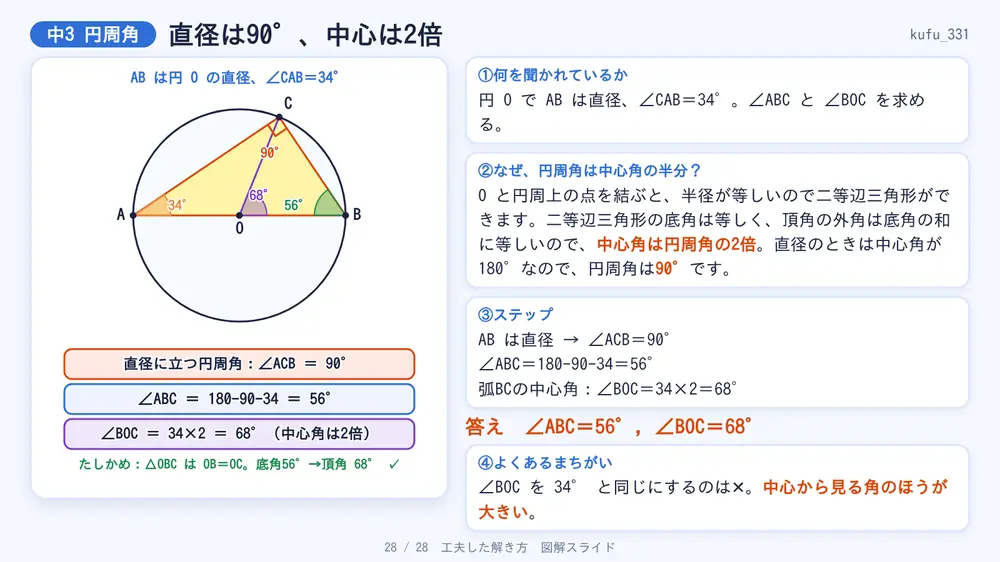 中3 円周角
直径は90°、中心は2倍
kufu_331
AB は円 O の直径、∠CAB=34°
C
90°
34°
68°
56°
A
B
O
直径に立つ円周角：∠ACB = 90°
∠ABC = 180-90-34 = 56°
∠BOC = 34×2 = 68° (中心角は2倍)
たしかめ：△OBC は OB=OC。底角56°→頂角 68° ✓
①何を聞かれているか
円 O で AB は直径、∠CAB=34°。∠ABC と ∠BOC を求め
る。
②なぜ、円周角は中心角の半分？
O と円周上の点を結ぶと、半径が等しいので二等辺三角形がで
きます。二等辺三角形の底角は等しく、頂角の外角は底角の和
に等しいので、中心角は円周角の2倍。直径のときは中心角が
180°なので、円周角は90°です。
③ステップ
AB は直径 → ∠ACB=90°
∠ABC=180-90-34=56°
弧BCの中心角：∠BOC=34×2=68°
答え ∠ABC=56°, ∠BOC=68°
④よくあるまちがい
∠BOC を 34° と同じにするのは×。中心から見る角のほうが
大きい。
28 / 28 工夫した解き方 図解スライド